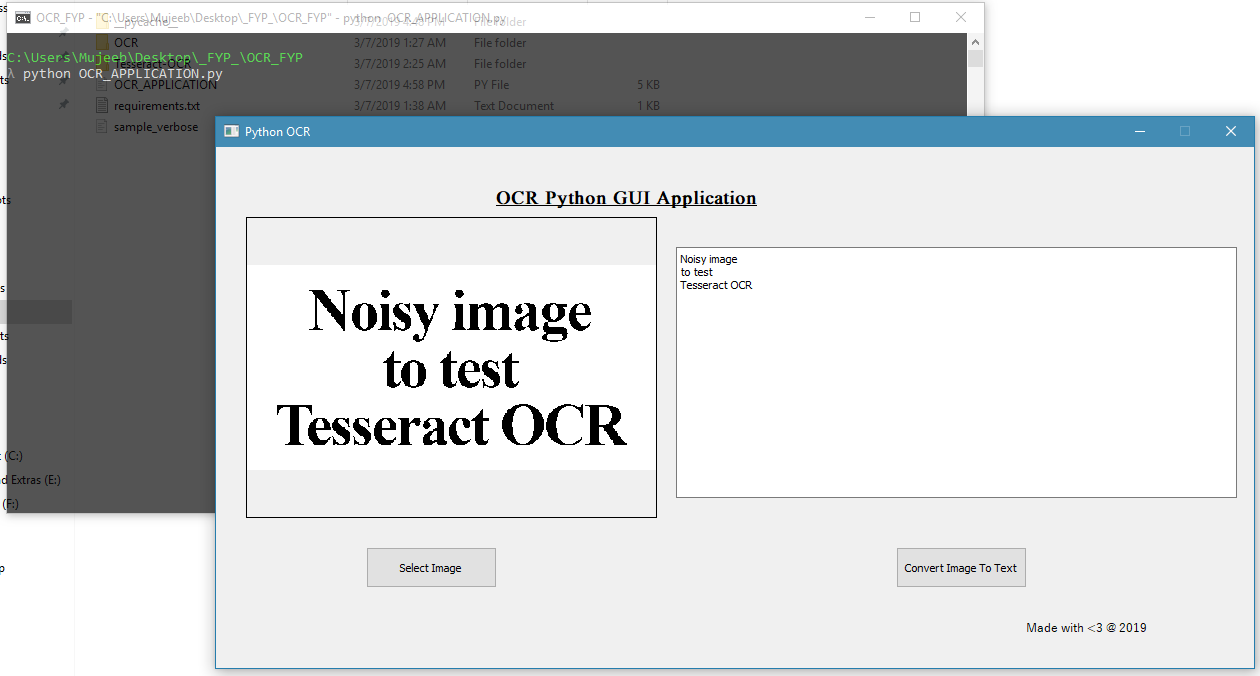 OCR_FYP - "C:\Users\Mujeeb\Desktop\_FYP_\OCR_FYP" - python OCR_APPLICATION.py
__pycache__ 3/7/2019 4:48 PM File folder
OCR 3/7/2019 1:27 AM File folder
C:\Users\Mujeeb\Desktop\_FYP_\OCR_FYP
Tesseract-OCR 3/7/2019 2:25 AM File folder
λ python OCR_APPLICATION.py
OCR_APPLICATION 3/7/2019 4:58 PM PY File 5 KB
requirements.txt 3/7/2019 1:38 AM Text Document 1 KB
sample_verbose
Python OCR
OCR Python GUI Application
Noisy image
to test
Tesseract OCR
Noisy image
to test
Tesseract OCR
(C:)
Extras (E:)
(F:)
Select Image
Convert Image To Text
Made with <3 @ 2019